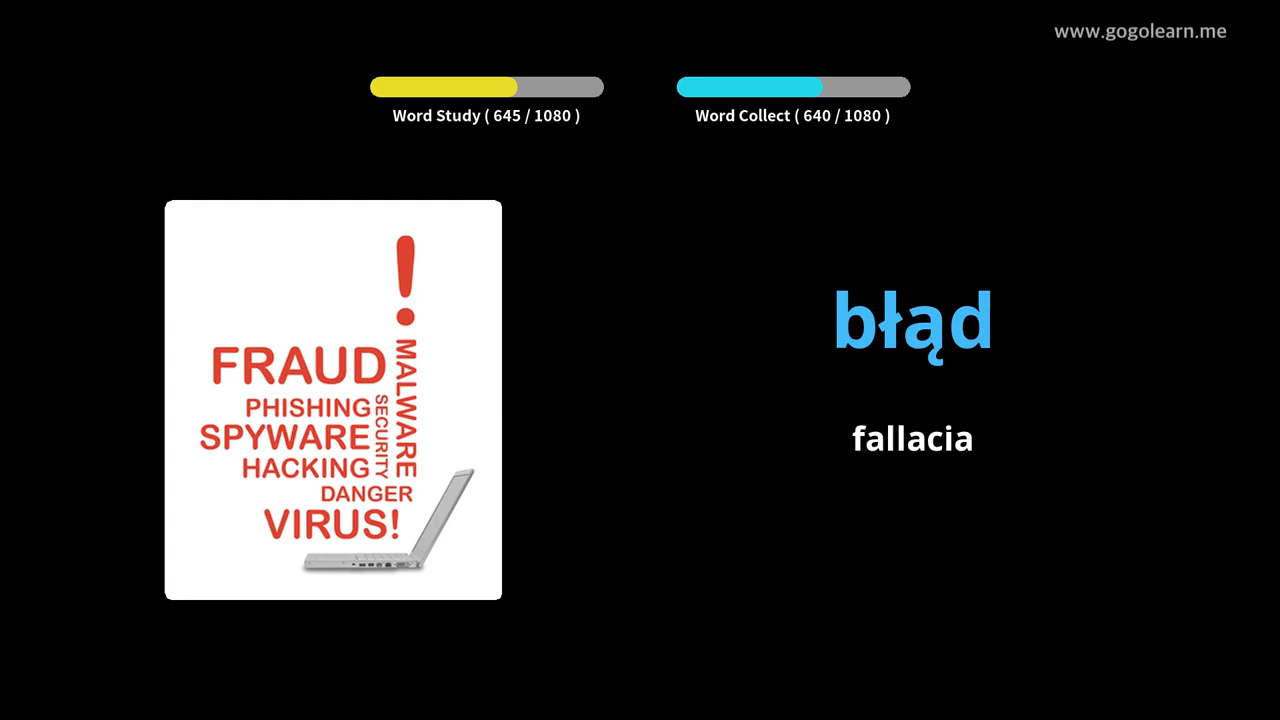 www.gogolearn.me
Word Study ( 645 / 1080 )
Word Collect ( 640 / 1080 )
!
FRAUD
MALWARE
PHISHING
SECURITY
SPYWARE
HACKING
DANGER
VIRUS!
błąd
fallacia